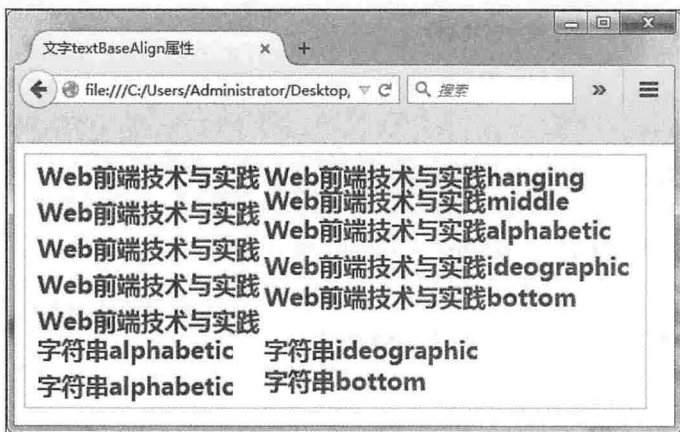 文字textBaseAlign属性
file:///C:/Users/Administrator/Desktop,
搜索
Web前端技术与实践 Web前端技术与实践hanging
Web前端技术与实践 Web前端技术与实践middle
Web前端技术与实践 Web前端技术与实践alphabetic
Web前端技术与实践 Web前端技术与实践ideographic
Web前端技术与实践 Web前端技术与实践bottom
字符串alphabetic 字符串ideographic
字符串alphabetic 字符串bottom